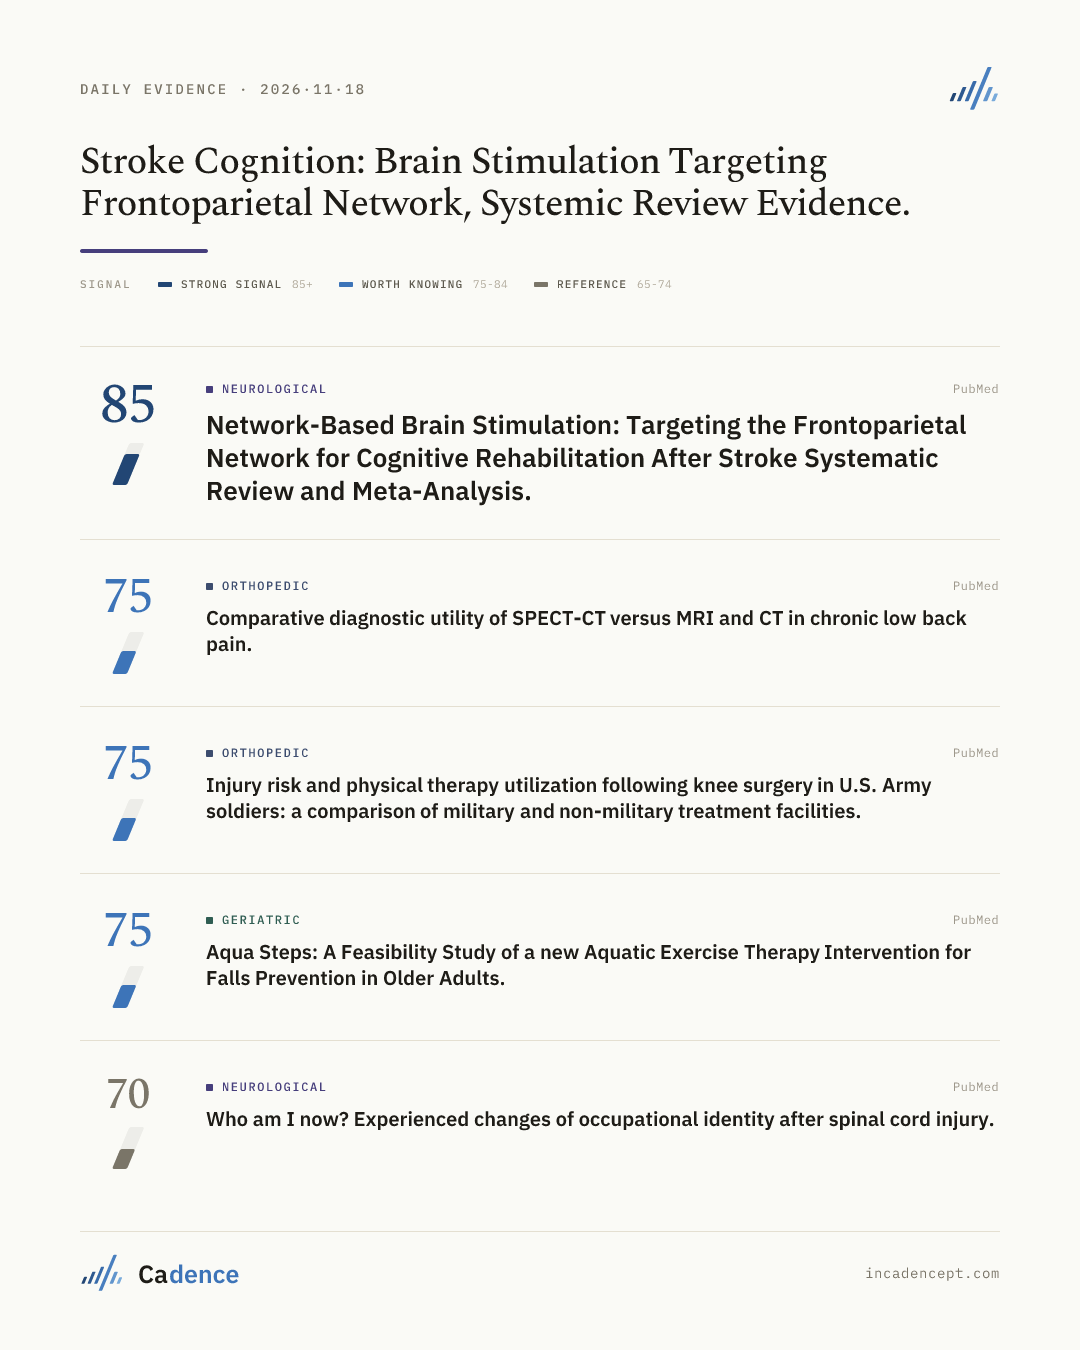 DAILY EVIDENCE · 2026·11·18
Stroke Cognition: Brain Stimulation Targeting
Frontoparietal Network, Systemic Review Evidence.
SIGNAL STRONG SIGNAL 85+ WORTH KNOWING 75-84 REFERENCE 65-74
85
NEUROLOGICAL PubMed
Network-Based Brain Stimulation: Targeting the Frontoparietal
Network for Cognitive Rehabilitation After Stroke Systematic
Review and Meta-Analysis.
75
ORTHOPEDIC PubMed
Comparative diagnostic utility of SPECT-CT versus MRI and CT in chronic low back
pain.
75
ORTHOPEDIC PubMed
Injury risk and physical therapy utilization following knee surgery in U.S. Army
soldiers: a comparison of military and non-military treatment facilities.
75
GERIATRIC PubMed
Aqua Steps: A Feasibility Study of a new Aquatic Exercise Therapy Intervention for
Falls Prevention in Older Adults.
70
NEUROLOGICAL PubMed
Who am I now? Experienced changes of occupational identity after spinal cord injury.
Cadence incadencept.com